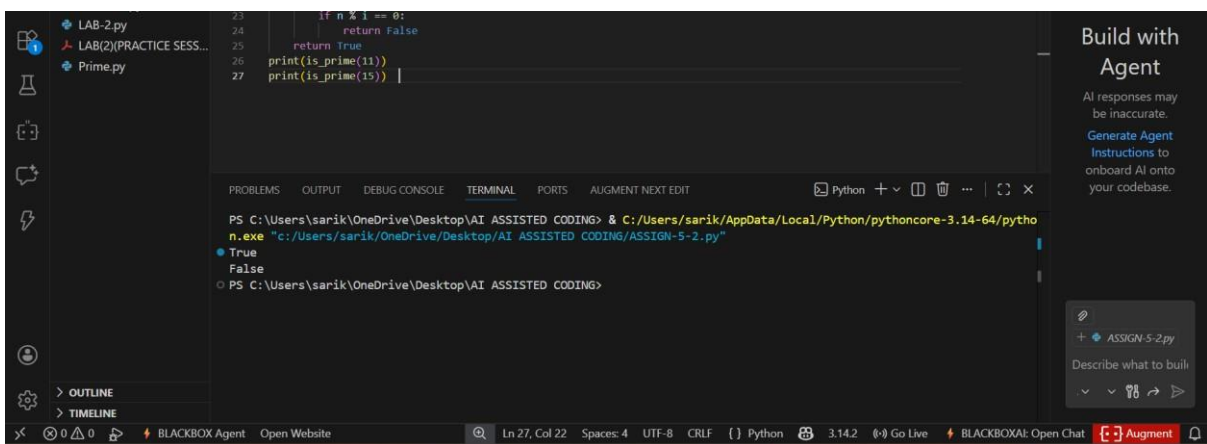 LAB-2.py
LAB(2)(PRACTICE SESS...
Prime.py
1
23 if n % i == 0:
24 return False
25 return True
26 print(is_prime(11))
27 print(is_prime(15))
PROBLEMS OUTPUT DEBUG CONSOLE TERMINAL PORTS AUGMENT NEXT EDIT
Python
PS C:\Users\sarik\OneDrive\Desktop\AI ASSISTED CODING> & C:/Users/sarik/AppData/Local/Python/pythoncore-3.14-64/pytho
n.exe "c:/Users/sarik/OneDrive/Desktop/AI ASSISTED CODING/ASSIGN-5-2.py"
True
False
PS C:\Users\sarik\OneDrive\Desktop\AI ASSISTED CODING>
Build with
Agent
AI responses may
be inaccurate.
Generate Agent
Instructions to
onboard AI onto
your codebase.
+ ASSIGN-5-2.py
Describe what to buil
> OUTLINE
> TIMELINE
0 0 BLACKBOX Agent Open Website Ln 27, Col 22 Spaces: 4 UTF-8 CRLF { } Python 3.14.2 Go Live BLACKBOXAI: Open Chat Augment